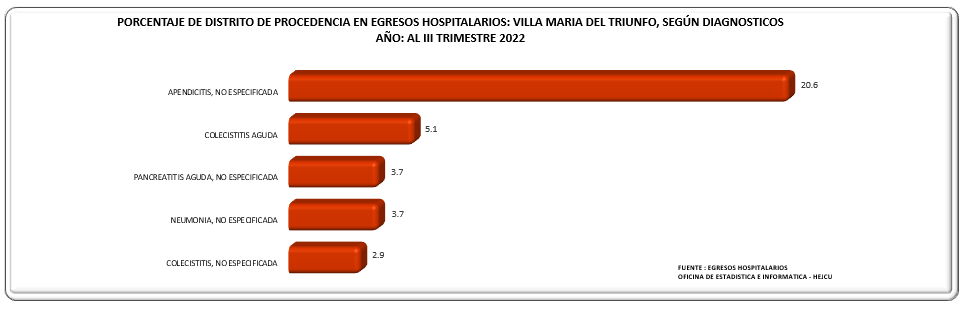 PORCENTAJE DE DISTRITO DE PROCEDENCIA EN EGRESOS HOSPITALARIOS: VILLA MARIA DEL TRIUNFO, SEGÚN DIAGNOSTICOS
AÑO: AL III TRIMESTRE 2022
APENDICITIS, NO ESPECIFICADA
20.6
COLECISTITIS AGUDA
5.1
PANCREATITIS AGUDA, NO ESPECIFICADA
3.7
NEUMONIA, NO ESPECIFICADA
3.7
COLECISTITIS, NO ESPECIFICADA
2.9
FUENTE : EGRESOS HOSPITALARIOS
OFICINA DE ESTADISTICA E INFORMATICA - HEJCU